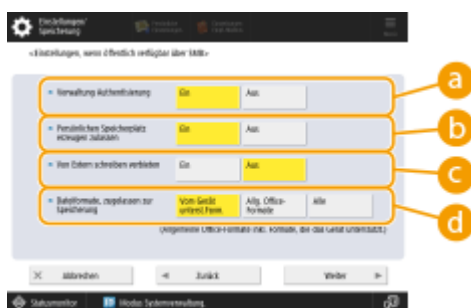 Einstellungen/
Speicherung
<Einstellungen, wenn öffentlich verfügbar über SMB>
Verwaltung Authentisierung
Ein
Aus
a
Persönlichen Speicherplatz
erzeugen zulassen
Ein
Aus
b
Von Extern schreiben verbieten
Ein
Aus
c
Dateiformate, zugelassen zur
Speicherung
Vom Gerät
unterst.Form.
Allg. Office-
Formate
Alle
d
(Allgemeine Office-Formate inkl. Formate, die das Gerät unterstützt.)
Abbrechen
Zurück
Weiter
Statusmonitor
Modus Systemverwaltung.